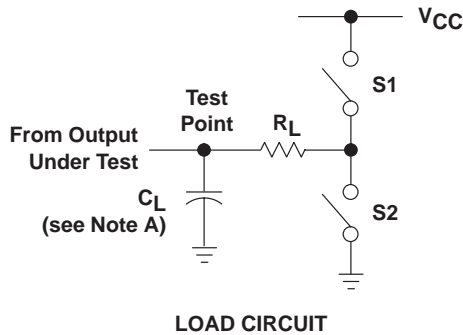 VCC
S1
Test
Point
RL
From Output
Under Test
CL
(see Note A)
S2
LOAD CIRCUIT